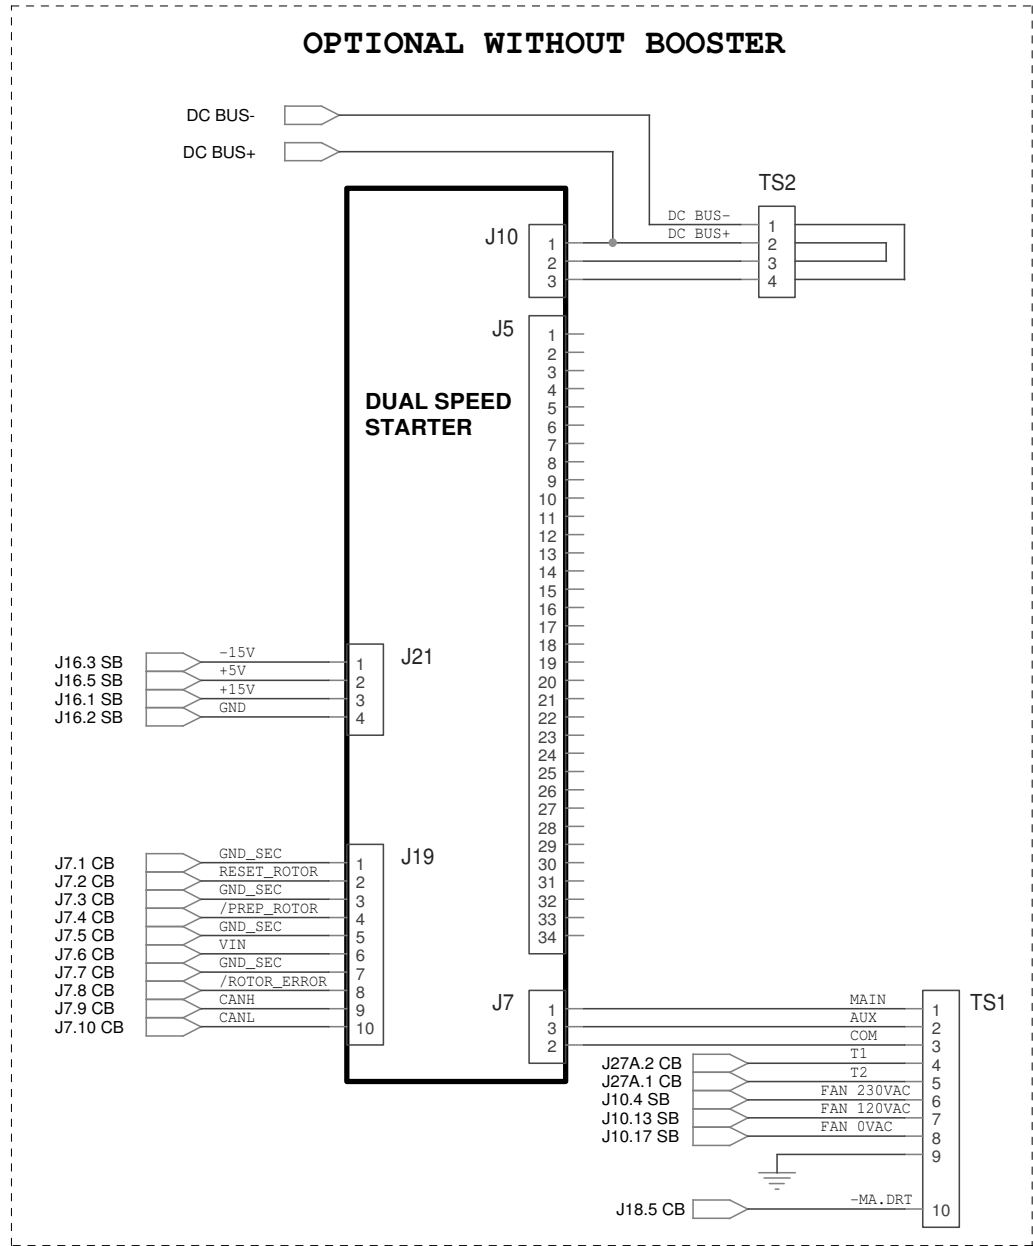 OPTIONAL WITHOUT BOOSTER
DC BUS-
DC BUS+
TS2
DC BUS-
DC BUS+
1
2
3
4
J10
1
2
3
J5
1
2
3
4
5
6
7
8
9
10
11
12
13
14
15
16
17
18
19
20
21
22
23
24
25
26
27
28
29
30
31
32
33
34
DUAL SPEED
STARTER
J16.3 SB -15V 1
J16.5 SB +5V 2
J16.1 SB +15V 3
J16.2 SB GND 4
J21
J7.1 CB GND_SEC 1
J7.2 CB RESET_ROTOR 2
J7.3 CB GND_SEC 3
J7.4 CB /PREP_ROTOR 4
J7.5 CB GND_SEC 5
J7.6 CB VIN 6
J7.7 CB GND_SEC 7
J7.8 CB /ROTOR_ERROR 8
J7.9 CB CANH 9
J7.10 CB CANL 10
J19
J7
1
3
2
TS1
MAIN 1
AUX 2
COM 3
J27A.2 CB T1 4
J27A.1 CB T2 5
J10.4 SB FAN 230VAC 6
J10.13 SB FAN 120VAC 7
J10.17 SB FAN 0VAC 8
9
J18.5 CB -MA.DRT 10